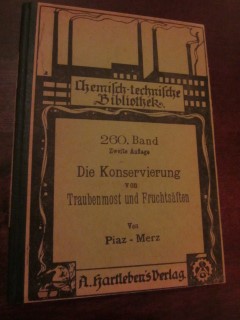 Chemisch-technische
Bibliothek.
260. Band
Zweite Auflage
Die Konservierung
von
Traubenmost und Fruchtsäften
Von
Piaz - Merz
A. Hartleben's Verlag.